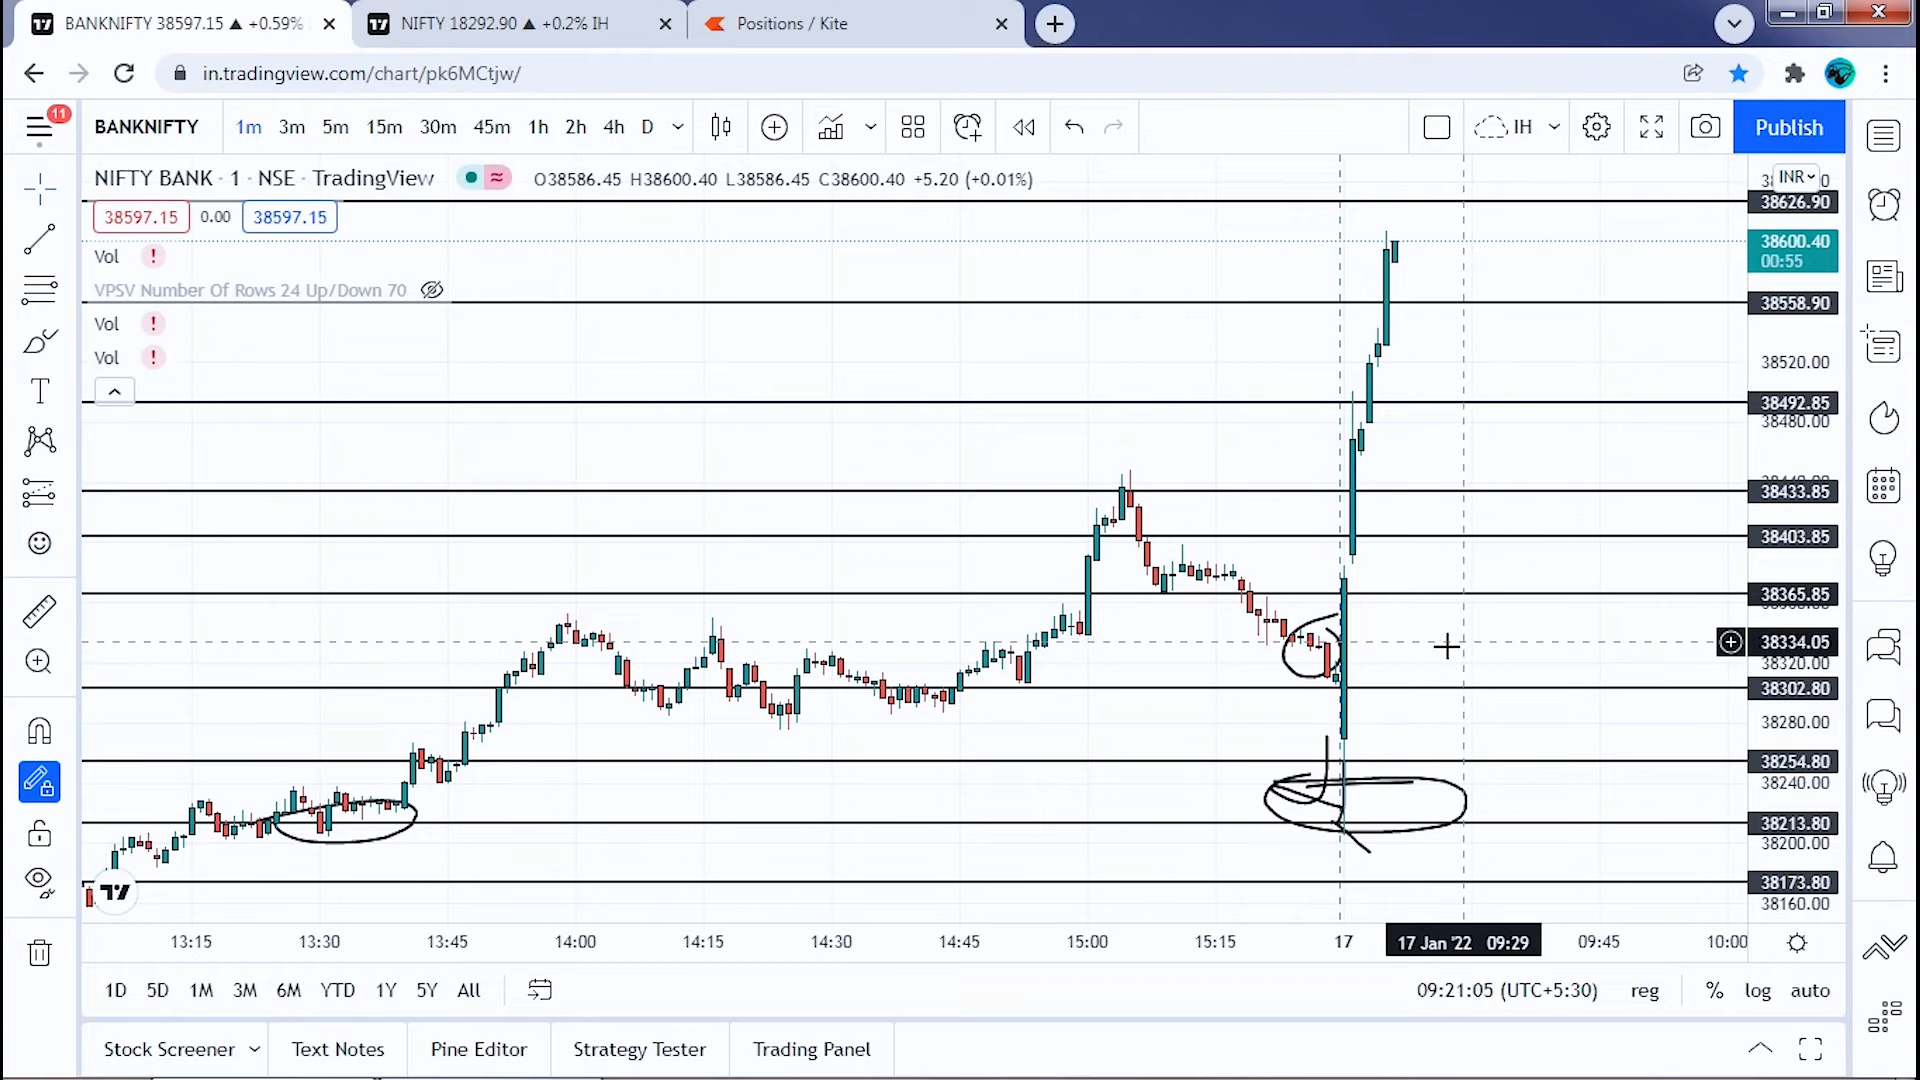 BANKNIFTY 38597.15 ▲ +0.59%
NIFTY 18292.90 ▲ +0.2% IH
Positions / Kite
in.tradingview.com/chart/pk6MCtjw/
11
BANKNIFTY 1m 3m 5m 15m 30m 45m 1h 2h 4h D
IH
Publish
NIFTY BANK · 1 · NSE · TradingView
O38586.45 H38600.40 L38586.45 C38600.40 +5.20 (+0.01%)
INR
38626.90
38597.15 0.00 38597.15
38600.40
00:55
Vol !
VPSV Number Of Rows 24 Up/Down 70
38558.90
Vol !
Vol !
38520.00
38492.85
38480.00
38433.85
38403.85
38365.85
38334.05
38320.00
38302.80
38280.00
38254.80
38240.00
38213.80
38200.00
38173.80
38160.00
13:15 13:30 13:45 14:00 14:15 14:30 14:45 15:00 15:15 17 17 Jan '22 09:29 09:45 10:00
1D 5D 1M 3M 6M YTD 1Y 5Y All
09:21:05 (UTC+5:30) reg % log auto
Stock Screener Text Notes Pine Editor Strategy Tester Trading Panel